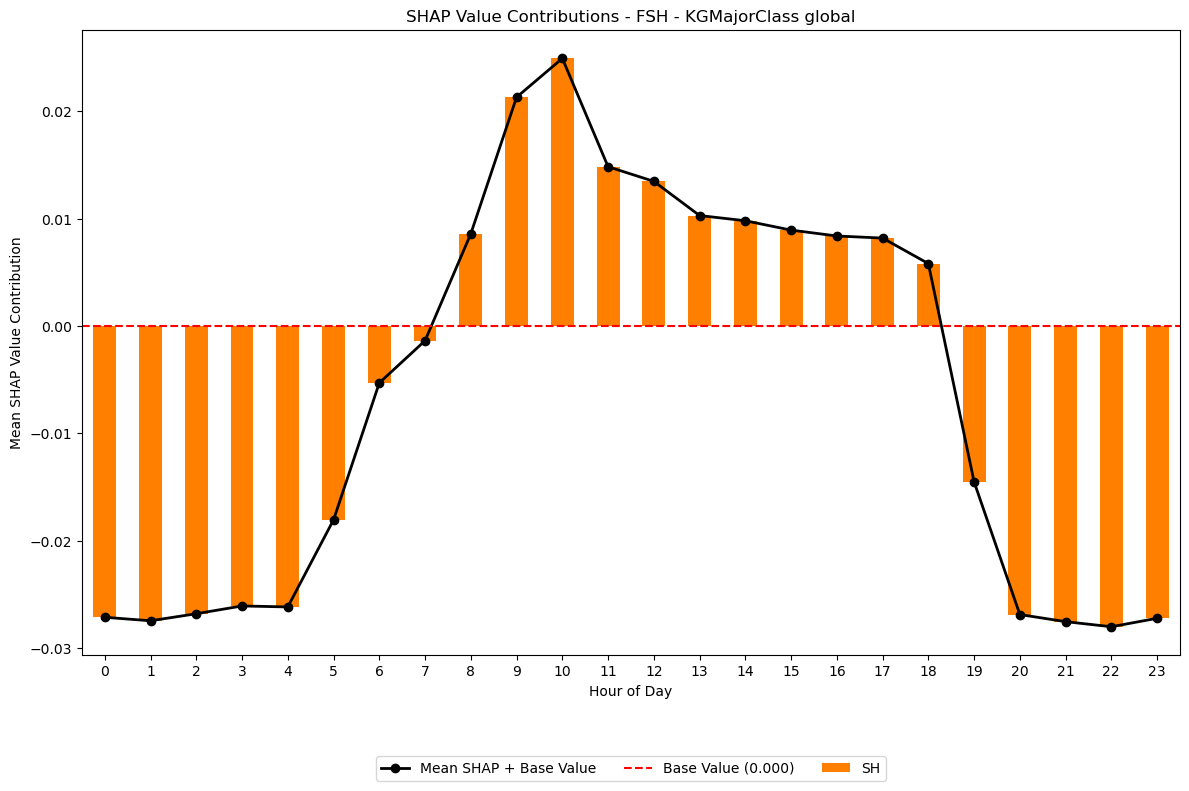 SHAP Value Contributions - FSH - KGMajorClass global
Mean SHAP Value Contribution
0.02
0.01
0.00
−0.01
−0.02
−0.03
0 1 2 3 4 5 6 7 8 9 10 11 12 13 14 15 16 17 18 19 20 21 22 23
Hour of Day
Mean SHAP + Base Value Base Value (0.000) SH